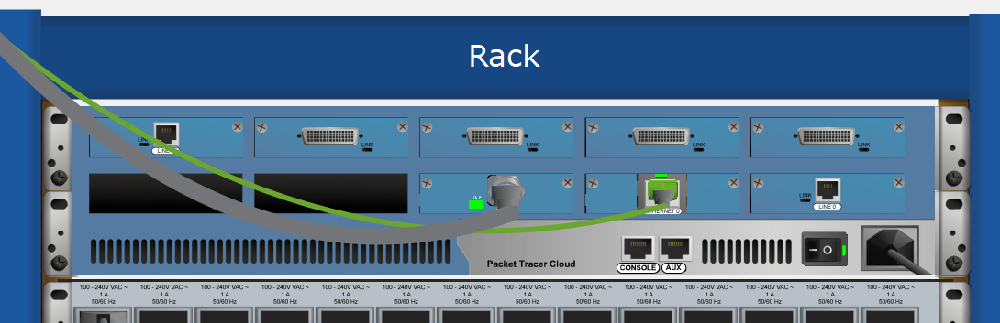 Rack
LINK
LINK
LINK
LINK
LINK
LINE
LINK
LINE 0
Packet Tracer Cloud
CONSOLE
AUX
100 - 240V VAC ~ 100 - 240V VAC ~ 100 - 240V VAC ~ 100 - 240V VAC ~ 100 - 240V VAC ~ 100 - 240V VAC ~ 100 - 240V VAC ~ 100 - 240V VAC ~ 100 - 240V VAC ~ 100 - 240V VAC ~ 100 - 240V VAC ~ 100 - 240V VAC ~ 100 - 240V VAC ~ 100 - 240V VAC ~
1 A 1 A 1 A 1 A 1 A 1 A 1 A 1 A 1 A 1 A 1 A 1 A 1 A 1 A
50/60 Hz 50/60 Hz 50/60 Hz 50/60 Hz 50/60 Hz 50/60 Hz 50/60 Hz 50/60 Hz 50/60 Hz 50/60 Hz 50/60 Hz 50/60 Hz 50/60 Hz 50/60 Hz